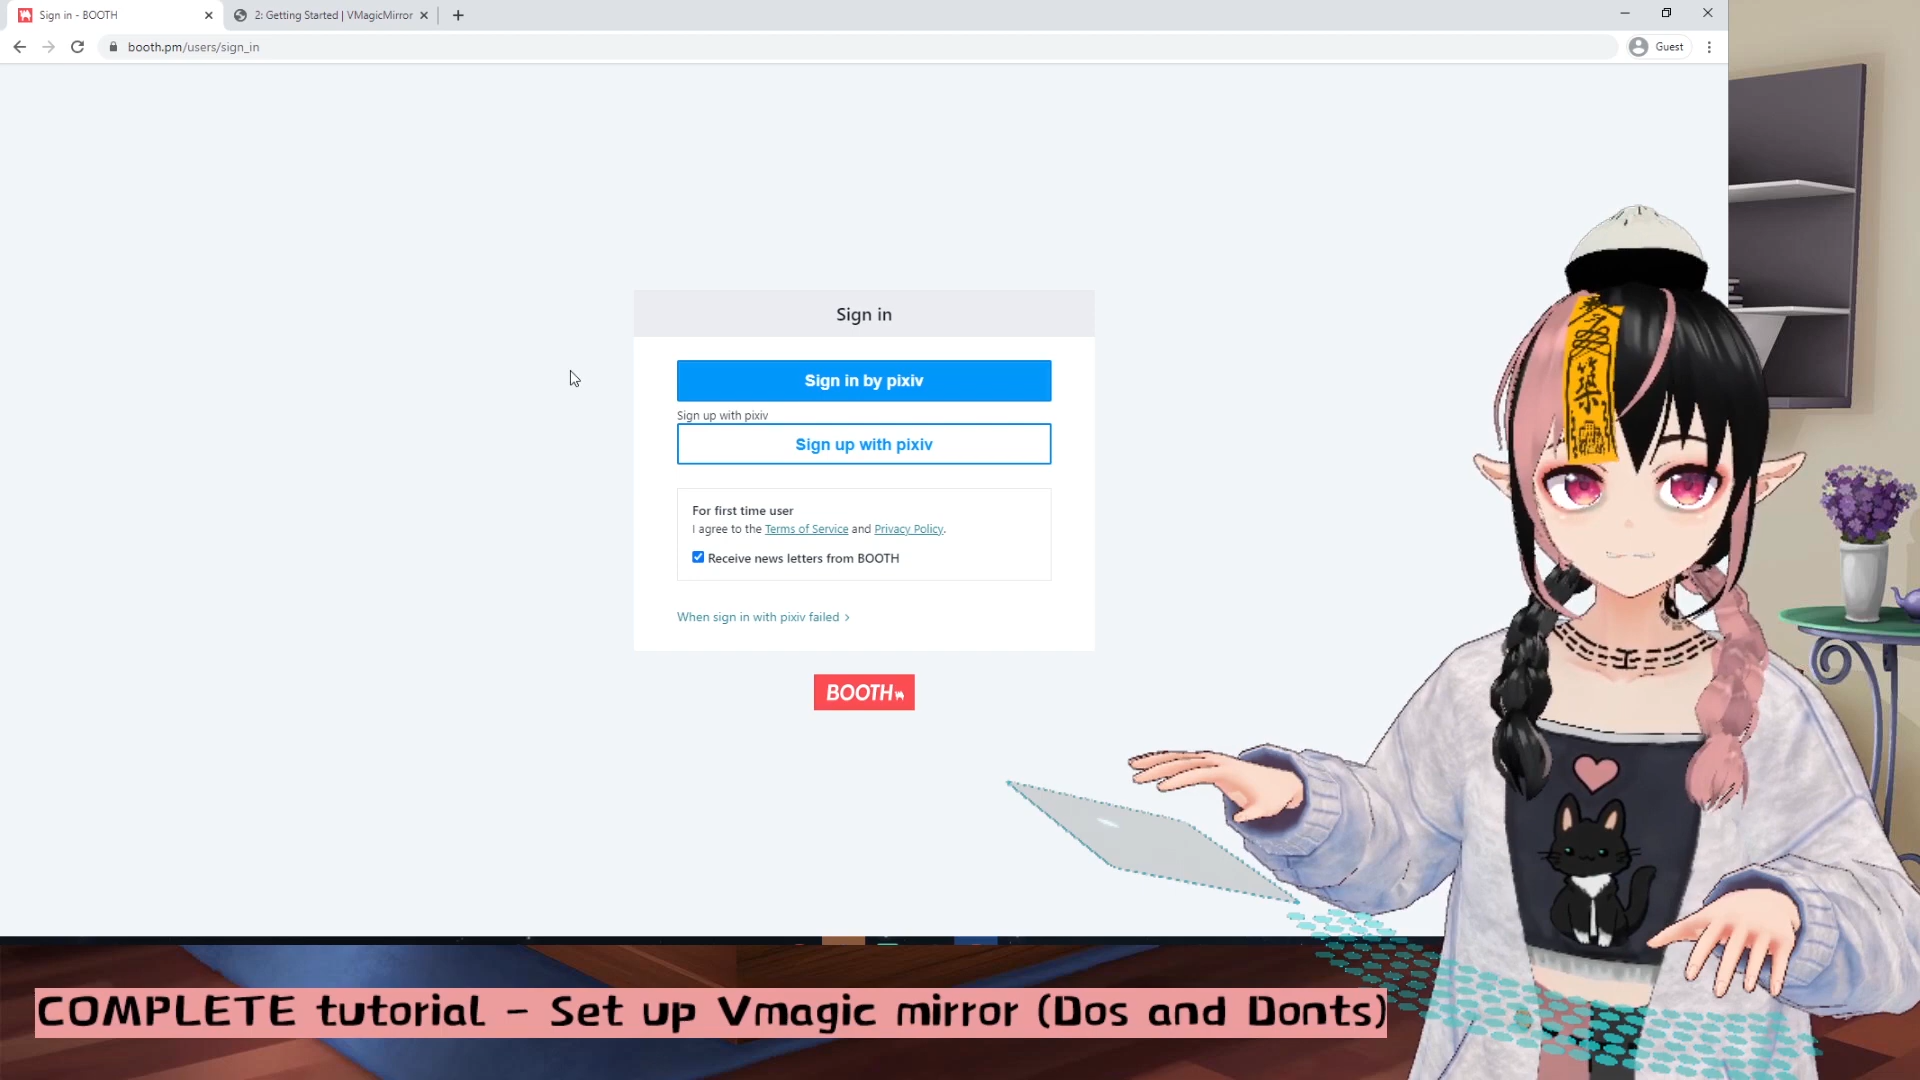 Sign in - BOOTH
2: Getting Started | VMagicMirror
booth.pm/users/sign_in
Guest
Sign in
Sign in by pixiv
Sign up with pixiv
Sign up with pixiv
For first time user
I agree to the Terms of Service and Privacy Policy.
Receive news letters from BOOTH
When sign in with pixiv failed >
BOOTH
COMPLETE tutorial - Set up Vmagic mirror (Dos and Donts)